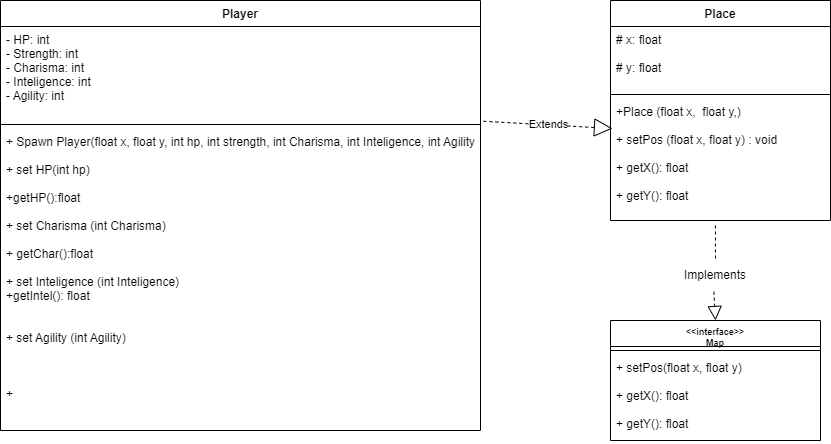 Player
- HP: int
- Strength: int
- Charisma: int
- Inteligence: int
- Agility: int
+ Spawn Player(float x, float y, int hp, int strength, int Charisma, int Inteligence, int Agility
+ set HP(int hp)
+getHP():float
+ set Charisma (int Charisma)
+ getChar():float
+ set Inteligence (int Inteligence)
+getIntel(): float
+ set Agility (int Agility)
+
Extends
Place
# x: float
# y: float
+Place (float x, float y,)
+ setPos (float x, float y) : void
+ getX(): float
+ getY(): float
Implements
<<interface>>
Map
+ setPos(float x, float y)
+ getX(): float
+ getY(): float